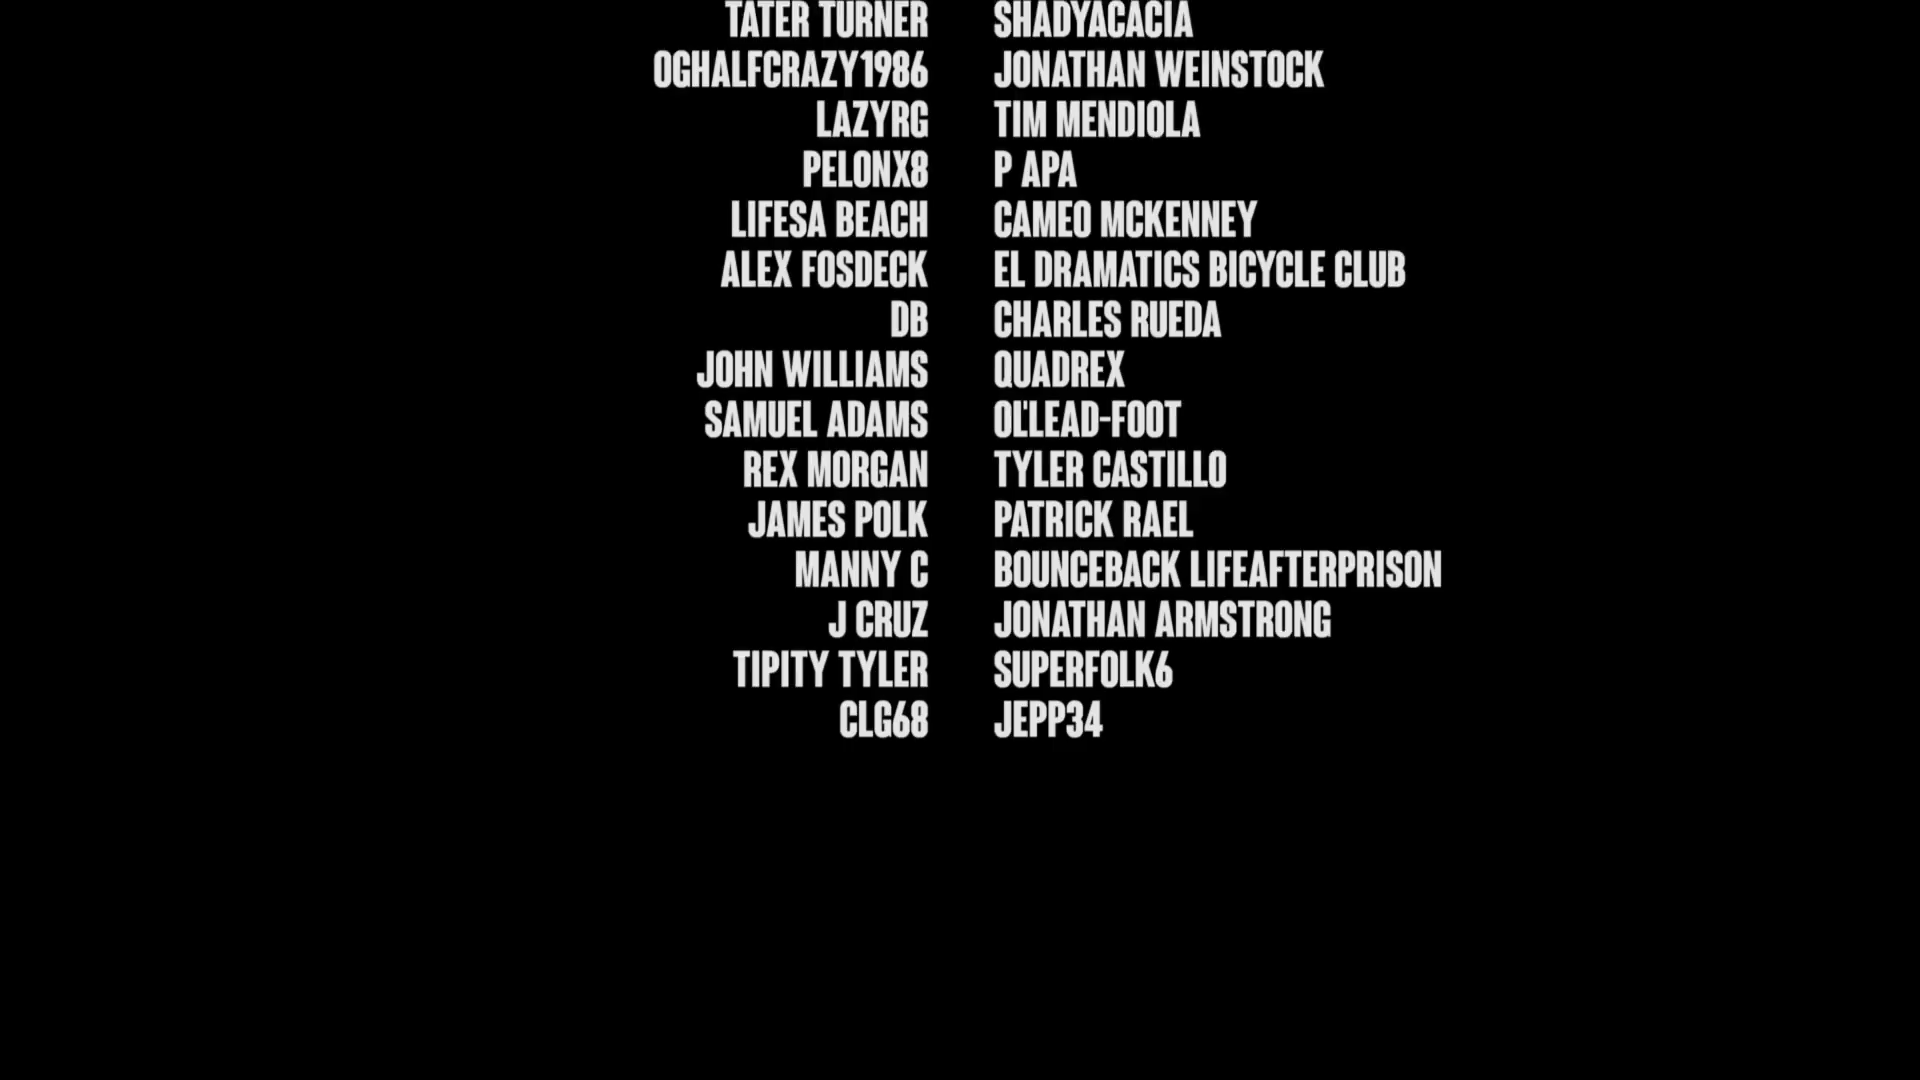 TATER TURNER SHADYACACIA
OGHALFCRAZY1986 JONATHAN WEINSTOCK
LAZYRG TIM MENDIOLA
PELONX8 P APA
LIFESA BEACH CAMEO MCKENNEY
ALEX FOSDECK EL DRAMATICS BICYCLE CLUB
DB CHARLES RUEDA
JOHN WILLIAMS QUADREX
SAMUEL ADAMS OL'LEAD-FOOT
REX MORGAN TYLER CASTILLO
JAMES POLK PATRICK RAEL
MANNY C BOUNCEBACK LIFEAFTERPRISON
J CRUZ JONATHAN ARMSTRONG
TIPITY TYLER SUPERFOLK6
CLG68 JEPP34